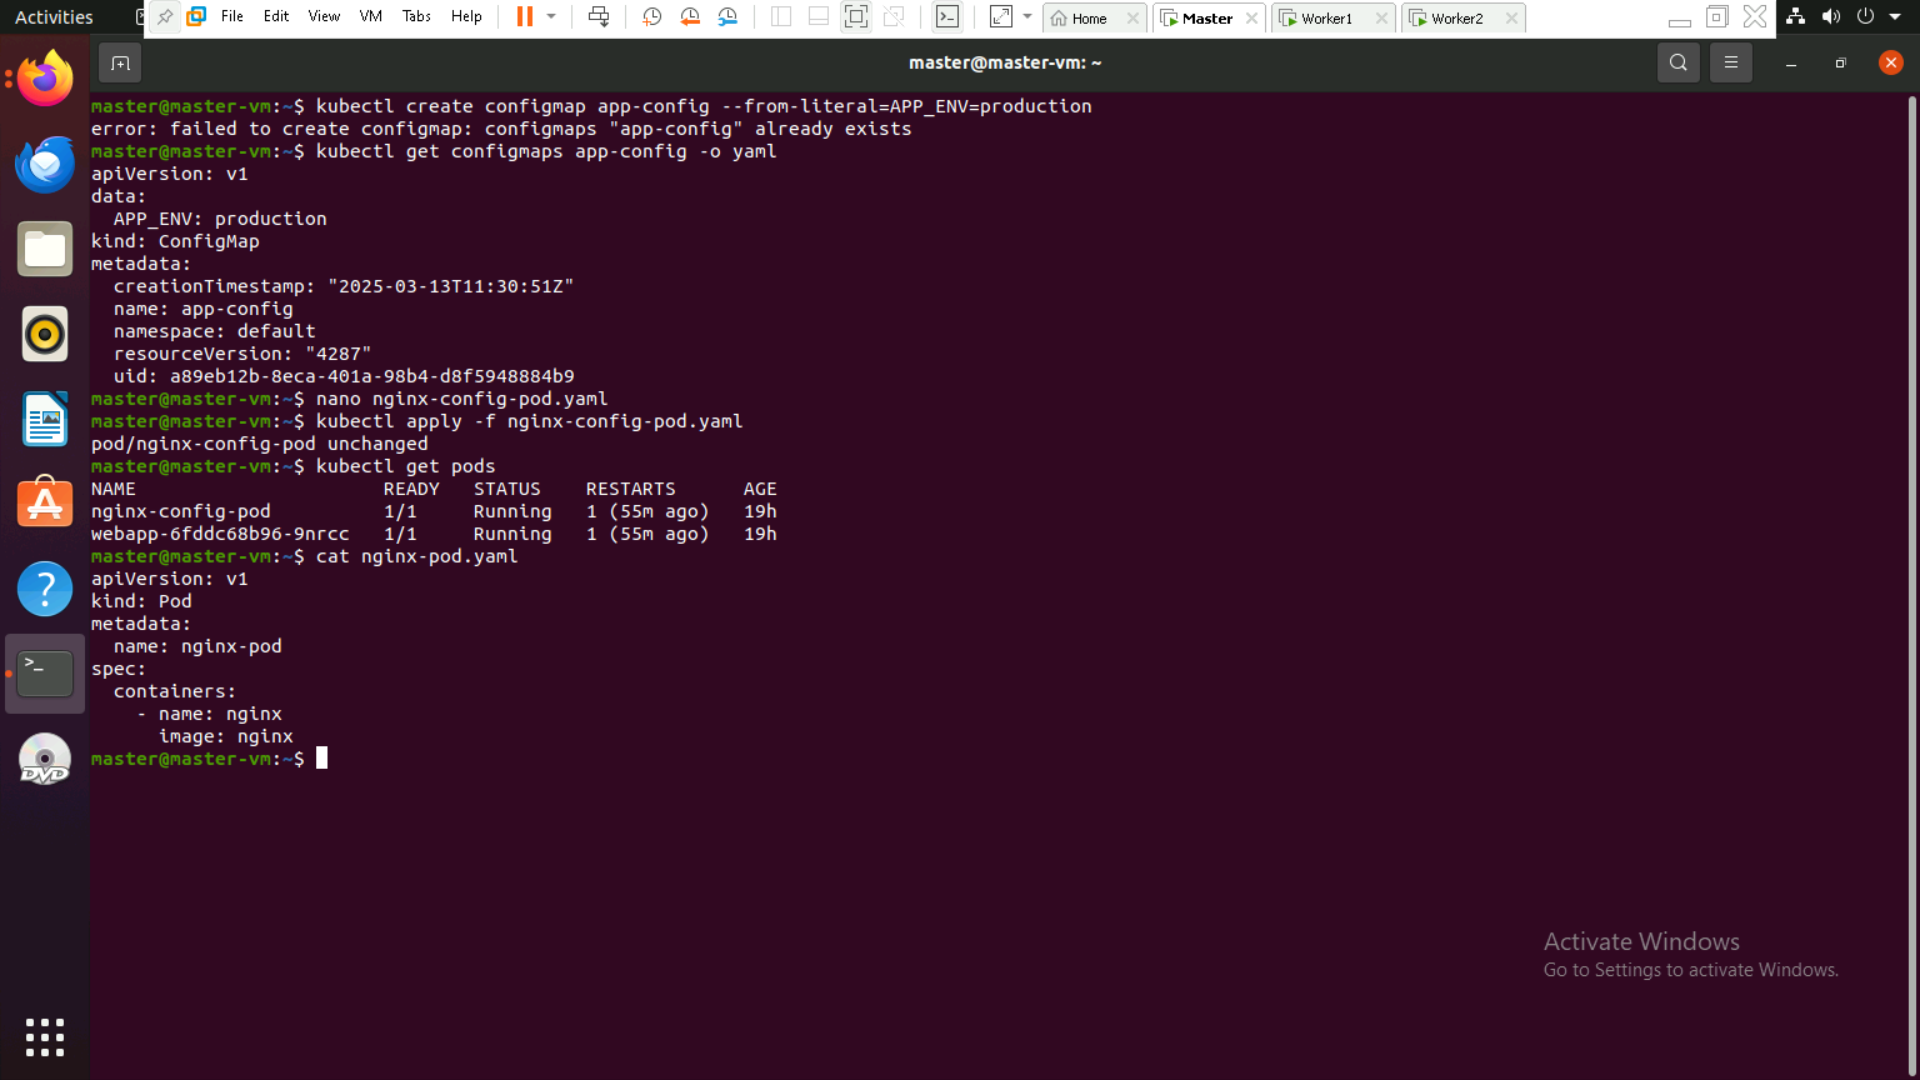 Activities
File Edit View VM Tabs Help
Home
Master
Worker1
Worker2
master@master-vm: ~
master@master-vm:~$ kubectl create configmap app-config --from-literal=APP_ENV=production
error: failed to create configmap: configmaps "app-config" already exists
master@master-vm:~$ kubectl get configmaps app-config -o yaml
apiVersion: v1
data:
  APP_ENV: production
kind: ConfigMap
metadata:
  creationTimestamp: "2025-03-13T11:30:51Z"
  name: app-config
  namespace: default
  resourceVersion: "4287"
  uid: a89eb12b-8eca-401a-98b4-d8f5948884b9
master@master-vm:~$ nano nginx-config-pod.yaml
master@master-vm:~$ kubectl apply -f nginx-config-pod.yaml
pod/nginx-config-pod unchanged
master@master-vm:~$ kubectl get pods
NAME                      READY   STATUS    RESTARTS      AGE
nginx-config-pod          1/1     Running   1 (55m ago)   19h
webapp-6fddc68b96-9nrcc   1/1     Running   1 (55m ago)   19h
master@master-vm:~$ cat nginx-pod.yaml
apiVersion: v1
kind: Pod
metadata:
  name: nginx-pod
spec:
  containers:
    - name: nginx
      image: nginx
master@master-vm:~$
DVD
Activate Windows
Go to Settings to activate Windows.